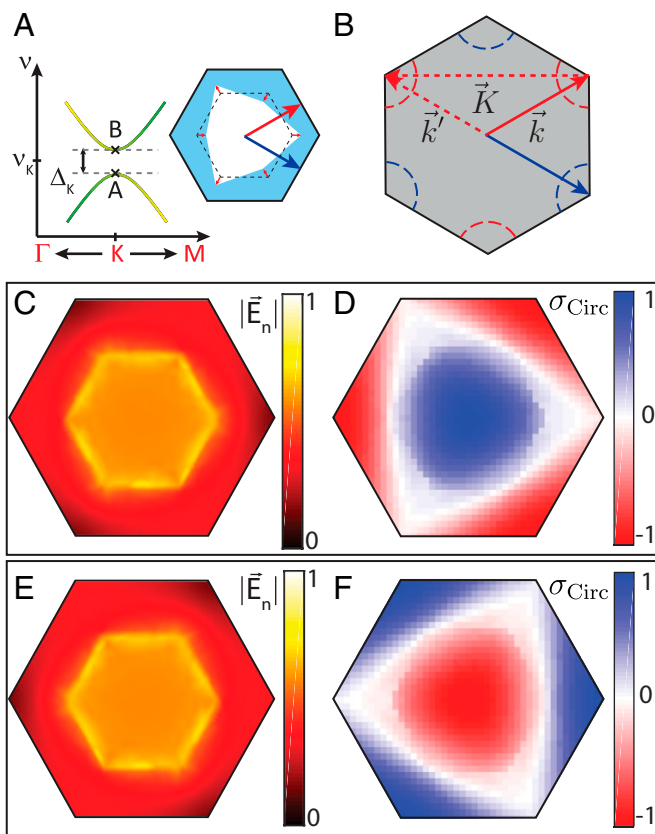 A
ν
B
ν_K
Δ_K
A
Γ
K
M
B
K⃗
k⃗'
k⃗
C
|E⃗_n|
1
0
D
σ_Circ
1
0
-1
E
|E⃗_n|
1
0
F
σ_Circ
1
0
-1